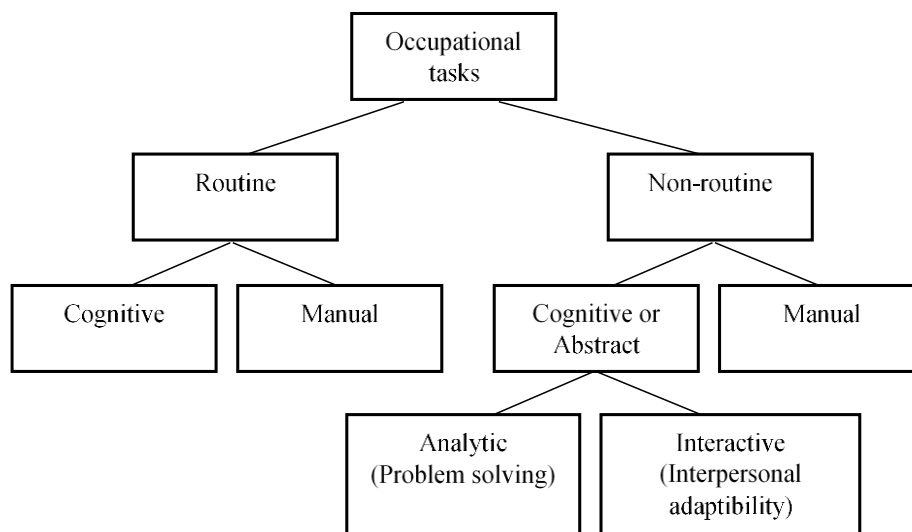 Occupational
tasks
Routine
Non-routine
Cognitive
Manual
Cognitive or
Abstract
Manual
Analytic
(Problem solving)
Interactive
(Interpersonal
adaptibility)